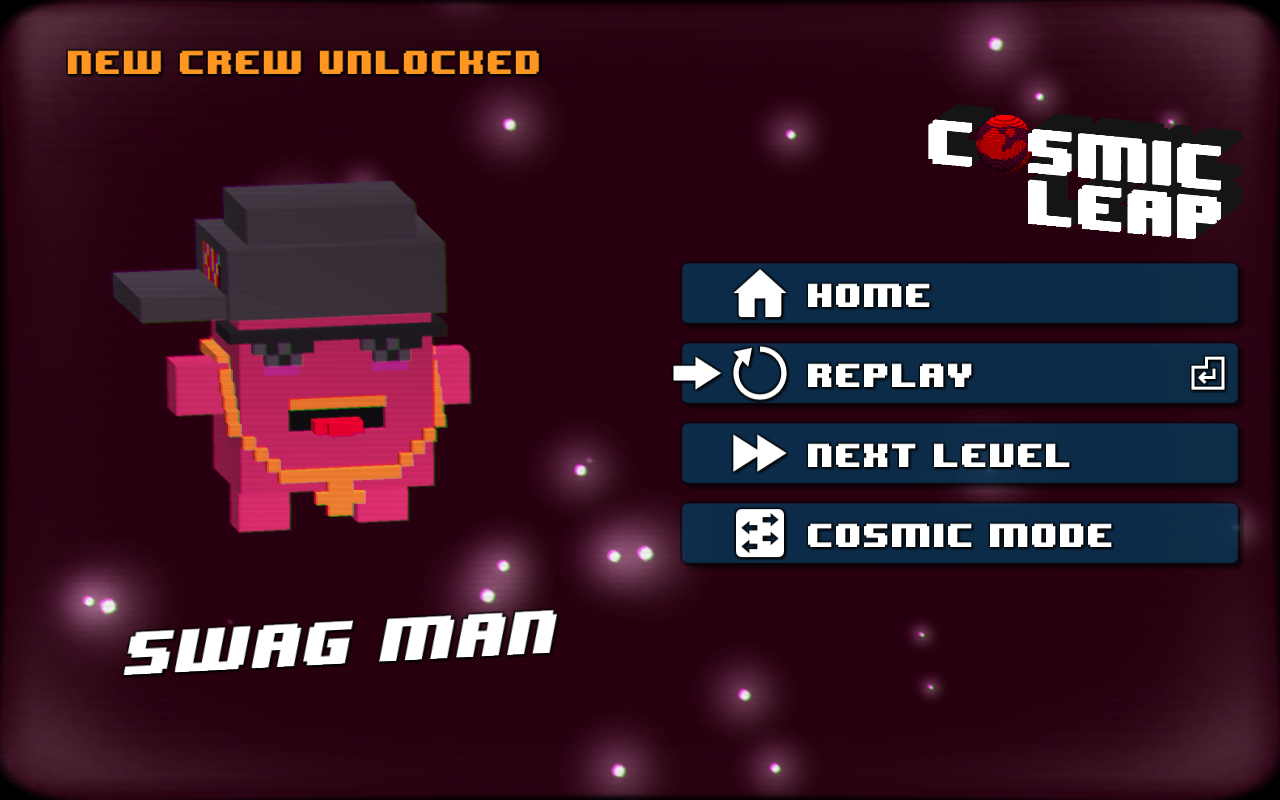 NEW CREW UNLOCKED
COSMIC
LEAP
HOME
REPLAY
NEXT LEVEL
COSMIC MODE
SWAG MAN